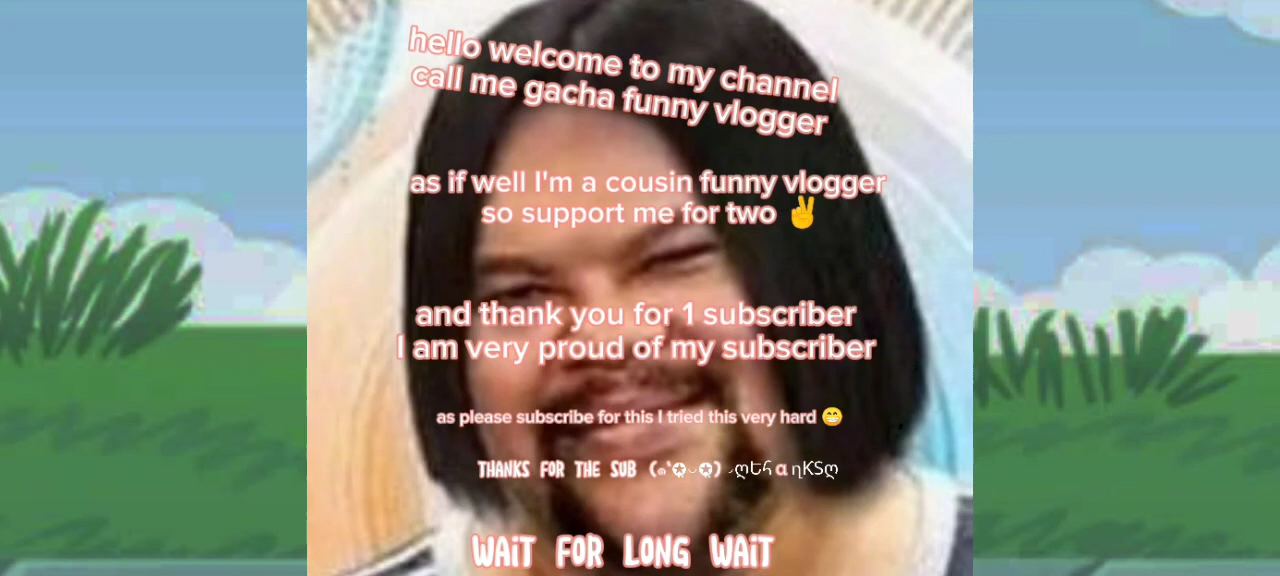 hello welcome to my channel
call me gacha funny vlogger
as if well I'm a cousin funny vlogger
so support me for two ✌
and thank you for 1 subscriber
I am very proud of my subscriber
as please subscribe for this I tried this very hard 😁
THANKS FOR THE SUB (๑˃̵✪ᴗ✪) ٫ღԵհαղKSღ
WAiT FOR LONG WAiT